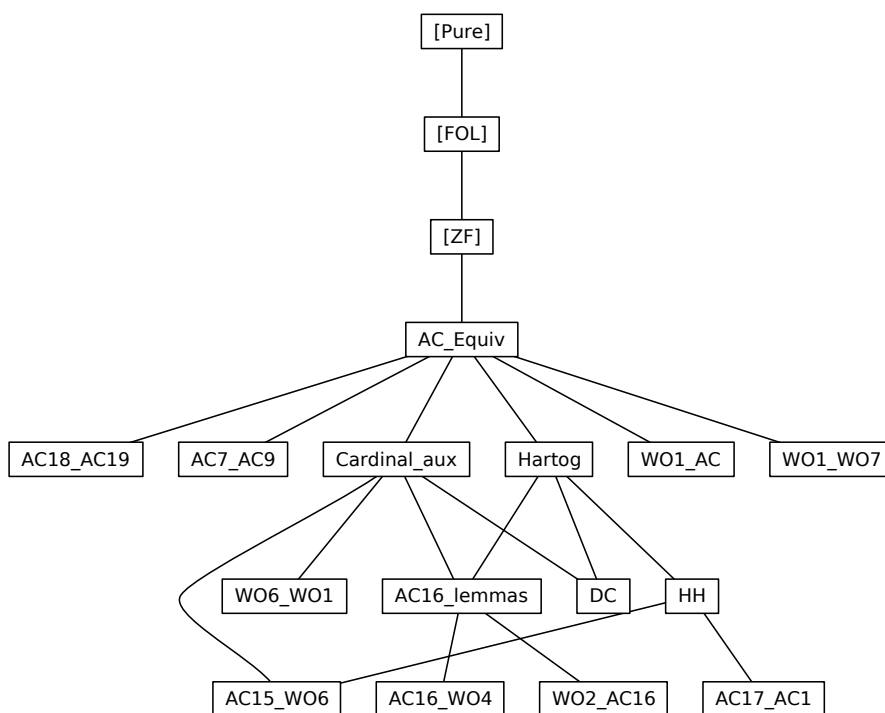 [Pure]
[FOL]
[ZF]
AC_Equiv
AC18_AC19
AC7_AC9
Cardinal_aux
Hartog
WO1_AC
WO1_WO7
WO6_WO1
AC16_lemmas
DC
HH
AC15_WO6
AC16_WO4
WO2_AC16
AC17_AC1